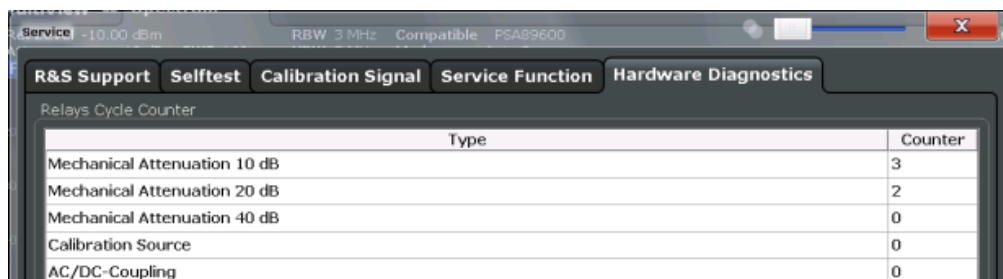 MultiView Spectrum
Service -10.00 dBm RBW 3 MHz Compatible PSA89600
X
R&S Support Selftest Calibration Signal Service Function Hardware Diagnostics
Relays Cycle Counter
Type Counter
Mechanical Attenuation 10 dB 3
Mechanical Attenuation 20 dB 2
Mechanical Attenuation 40 dB 0
Calibration Source 0
AC/DC-Coupling 0